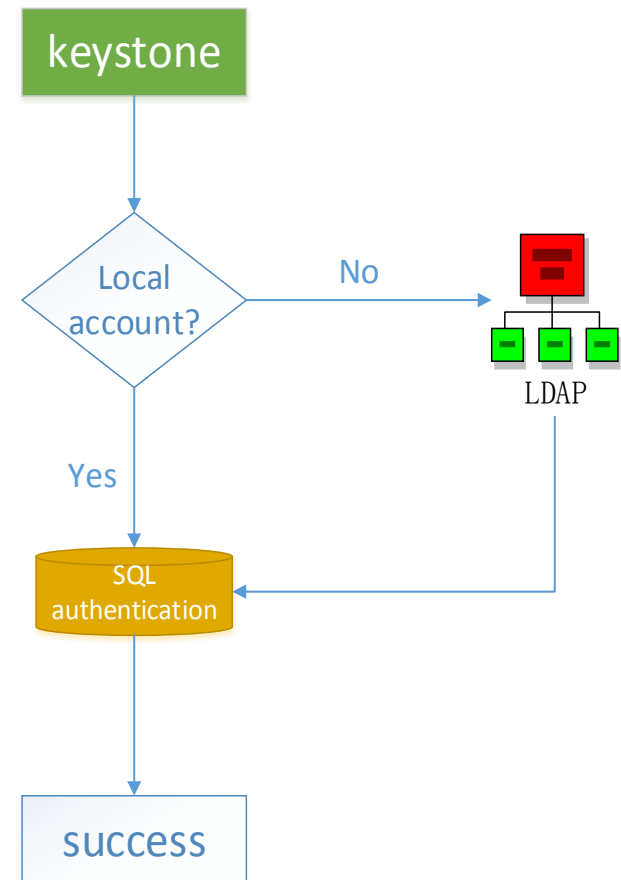 keystone
Local
account?
No
LDAP
Yes
SQL
authentication
success